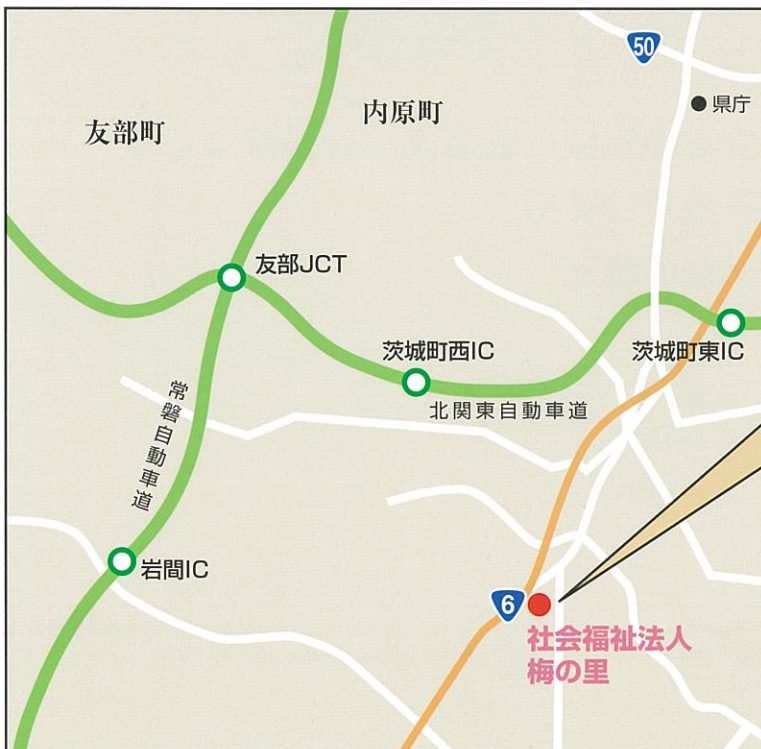 50
県庁
内原町
友部町
友部JCT
茨城町西IC
茨城町東IC
北関東自動車道
常磐自動車道
岩間IC
6
社会福祉法人
梅の里